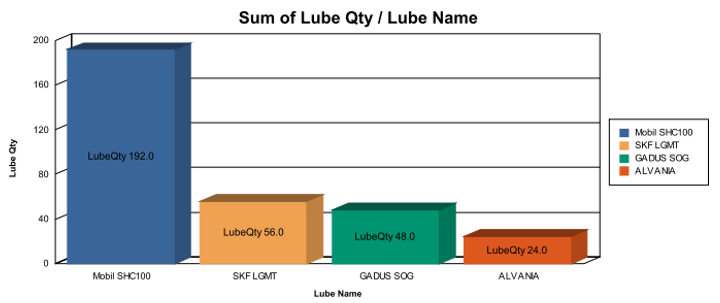 Sum of Lube Qty / Lube Name
200
160
120
80
40
0
Lube Qty
LubeQty 192.0
LubeQty 56.0
LubeQty 48.0
LubeQty 24.0
Mobil SHC100
SKF LGMT
GADUS SOG
ALVANIA
Lube Name
Mobil SHC100
SKF LGMT
GADUS SOG
ALVANIA